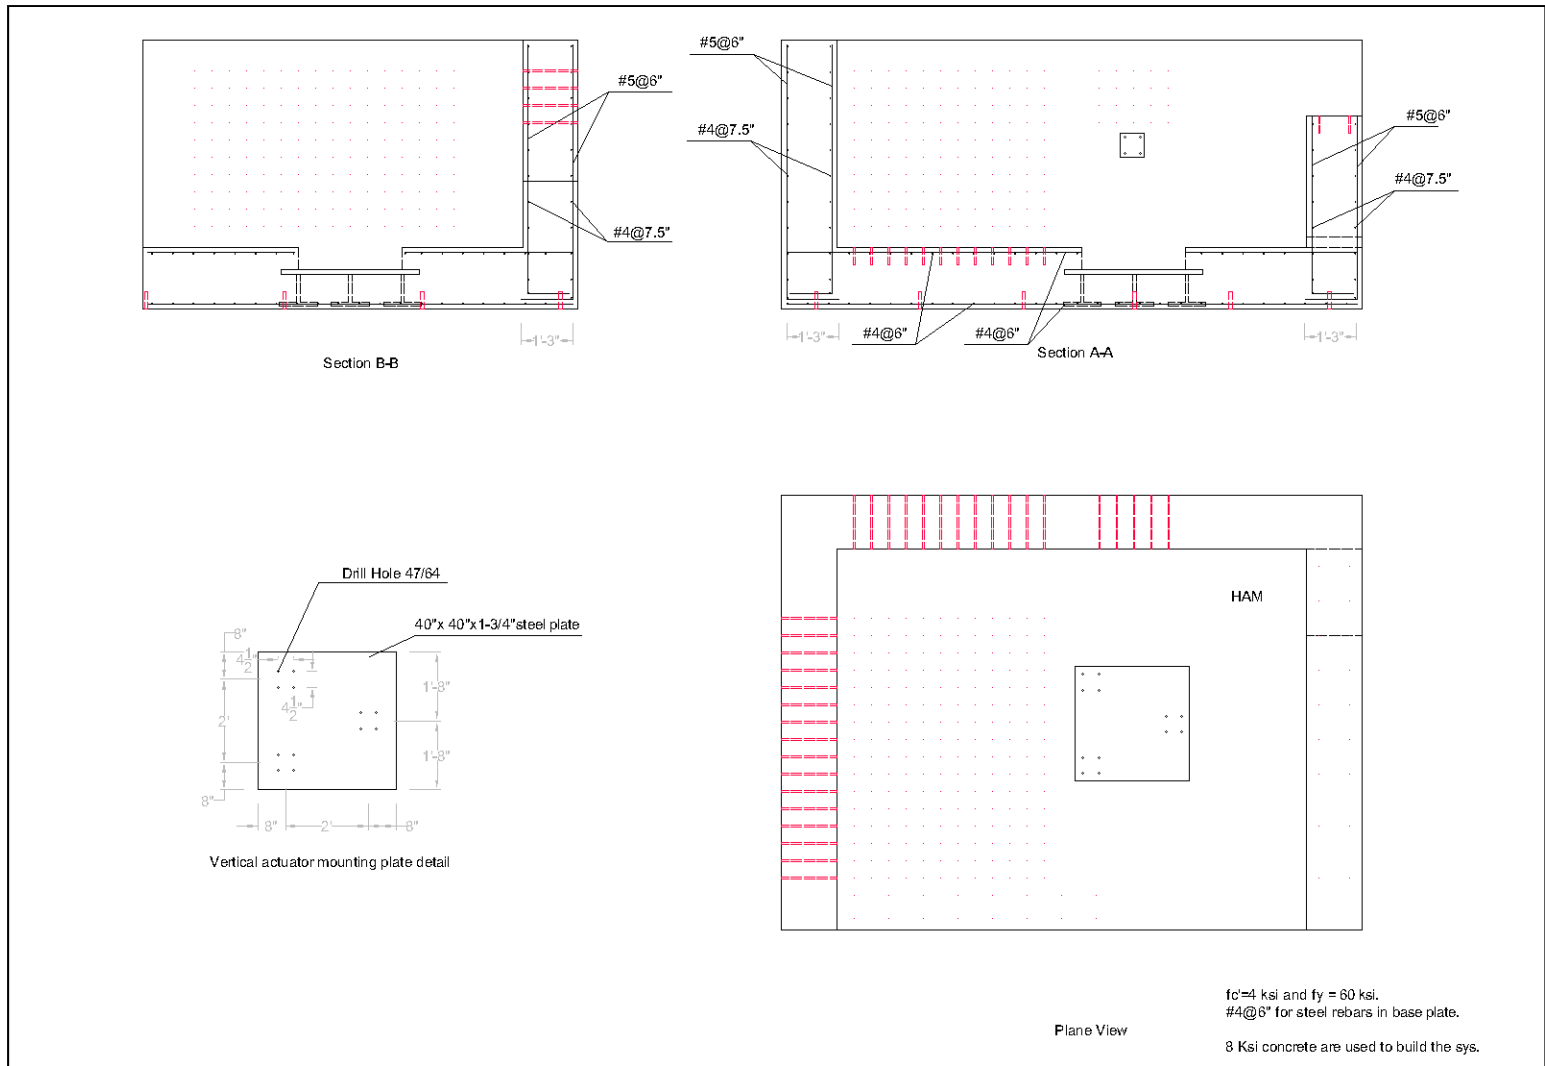 #5@6"
#4@7.5"
1'-3"
Section B-B
#5@6"
#4@7.5"
#5@6"
#4@7.5"
1'-3"
#4@6"
#4@6"
1'-3"
Section A-A
Drill Hole 47/64
40"x 40"x1-3/4"steel plate
8"
4 1/2"
4 1/2"
2'
8"
1'-8"
1'-8"
8"
2'
8"
Vertical actuator mounting plate detail
HAM
Plane View
fc'=4 ksi and fy = 60 ksi.
#4@6" for steel rebars in base plate.
8 Ksi concrete are used to build the sys.